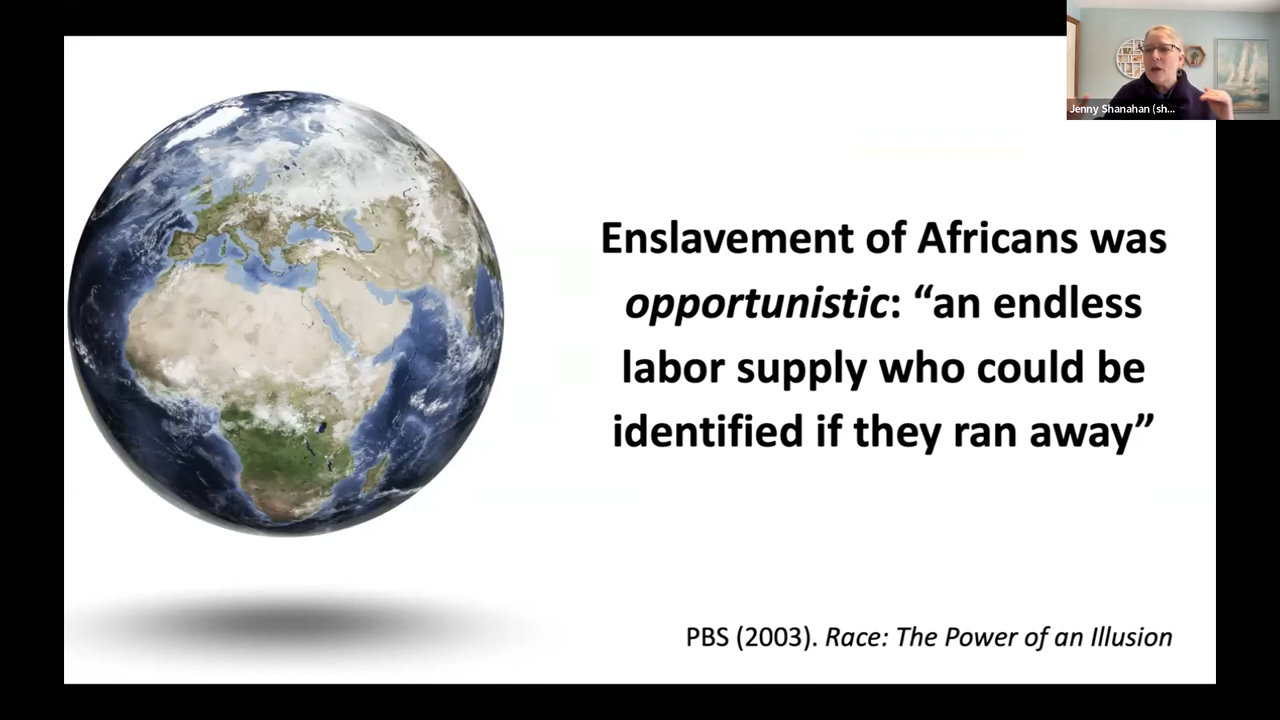 Jenny Shanahan (sh...
Enslavement of Africans was
opportunistic: “an endless
labor supply who could be
identified if they ran away”
PBS (2003). Race: The Power of an Illusion